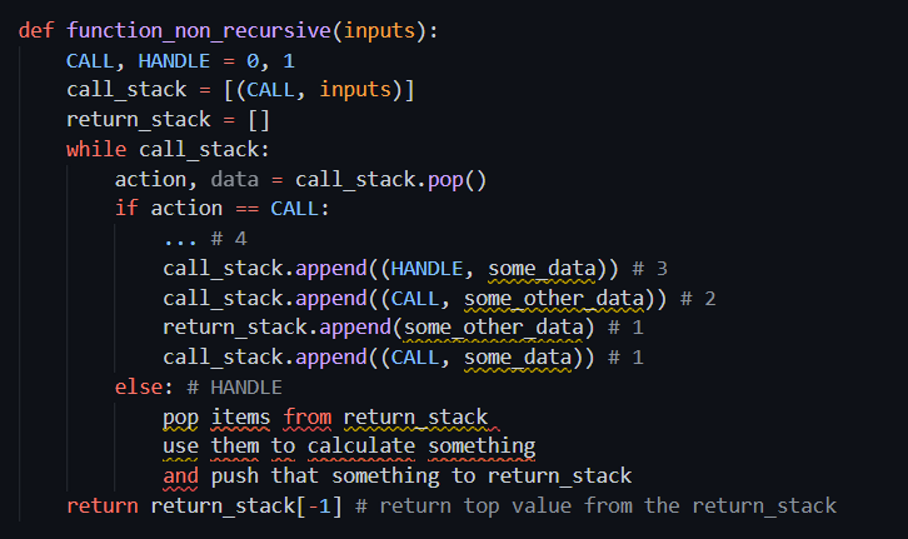 def function_non_recursive(inputs):
    CALL, HANDLE = 0, 1
    call_stack = [(CALL, inputs)]
    return_stack = []
    while call_stack:
        action, data = call_stack.pop()
        if action == CALL:
            ... # 4
            call_stack.append((HANDLE, some_data)) # 3
            call_stack.append((CALL, some_other_data)) # 2
            return_stack.append(some_other_data) # 1
            call_stack.append((CALL, some_data)) # 1
        else: # HANDLE
            pop items from return_stack
            use them to calculate something
            and push that something to return_stack
    return return_stack[-1] # return top value from the return_stack